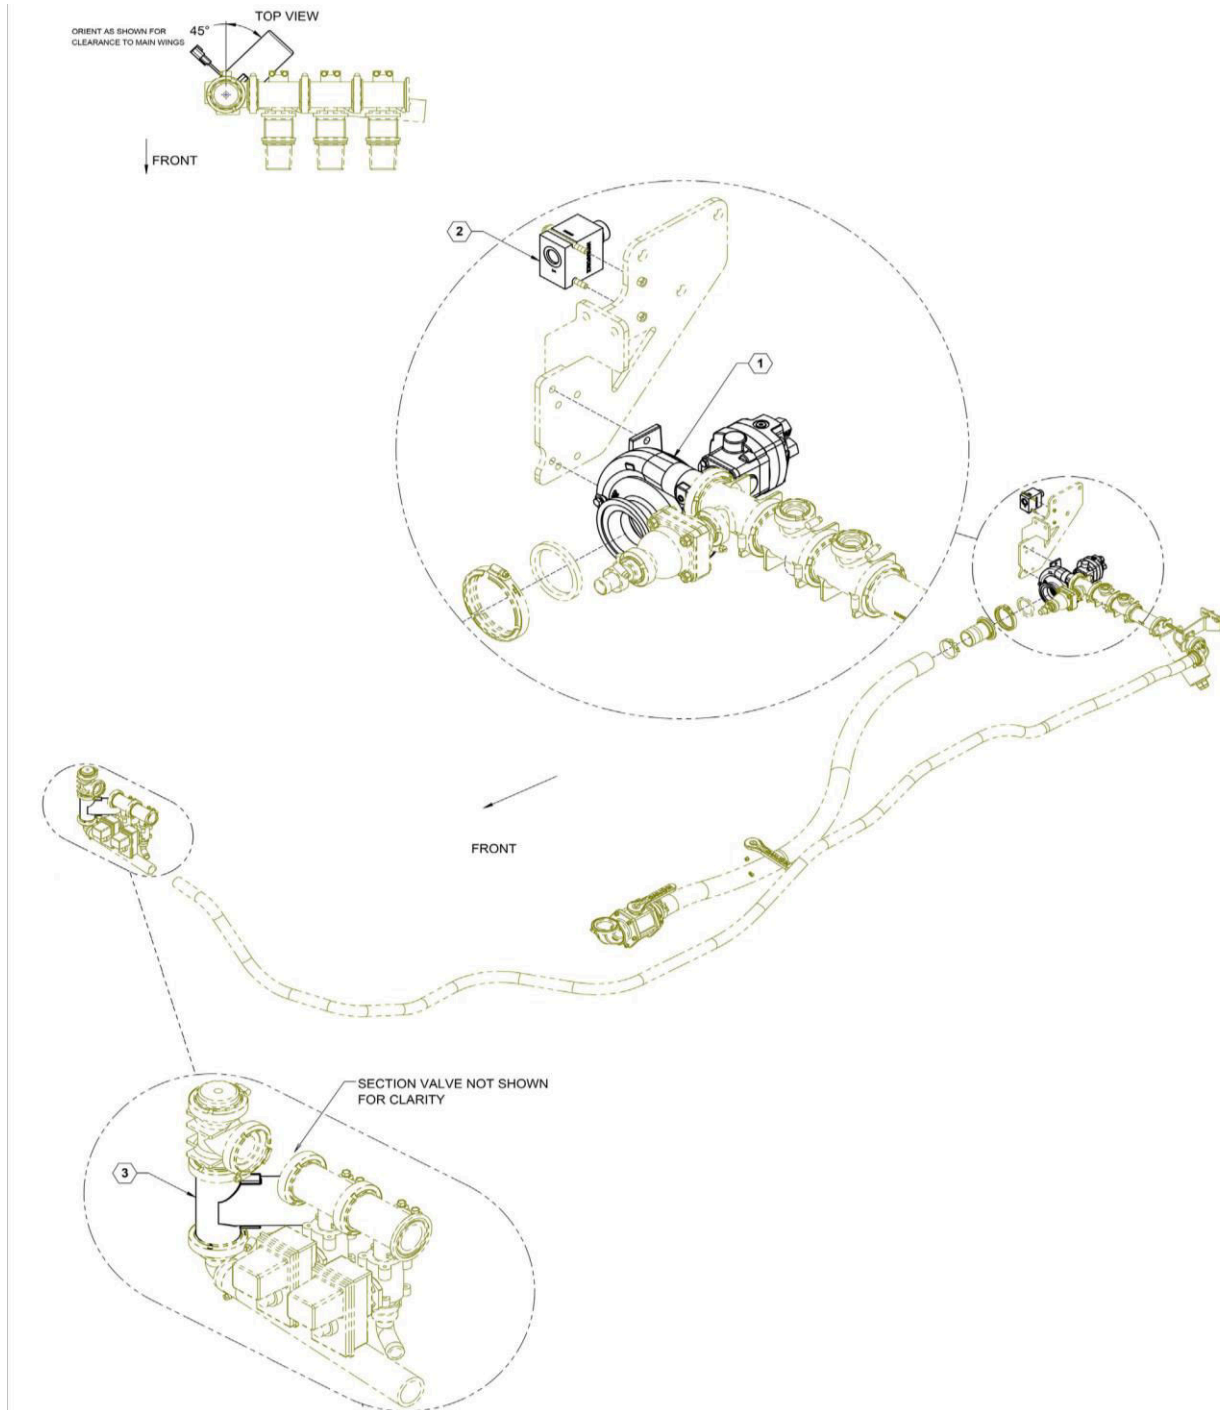 TOP VIEW
ORIENT AS SHOWN FOR
CLEARANCE TO MAIN WINGS
45°
FRONT
2
1
FRONT
SECTION VALVE NOT SHOWN
FOR CLARITY
3